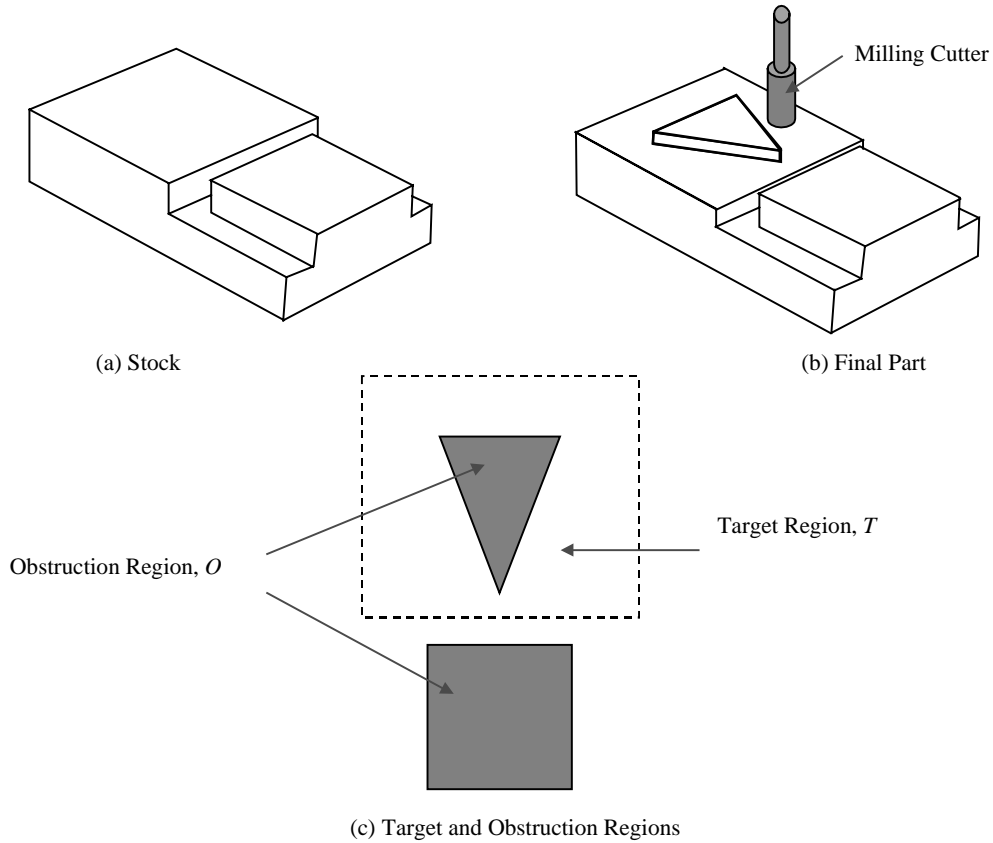 Milling Cutter
(a) Stock
(b) Final Part
Target Region, T
Obstruction Region, O
(c) Target and Obstruction Regions